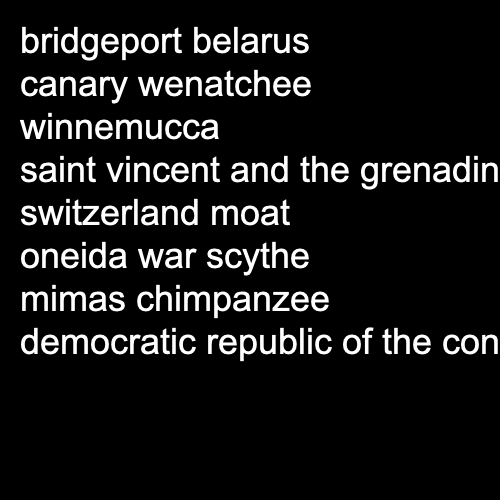 bridgeport belarus
canary wenatchee
winnemucca
saint vincent and the grenadin
switzerland moat
oneida war scythe
mimas chimpanzee
democratic republic of the con